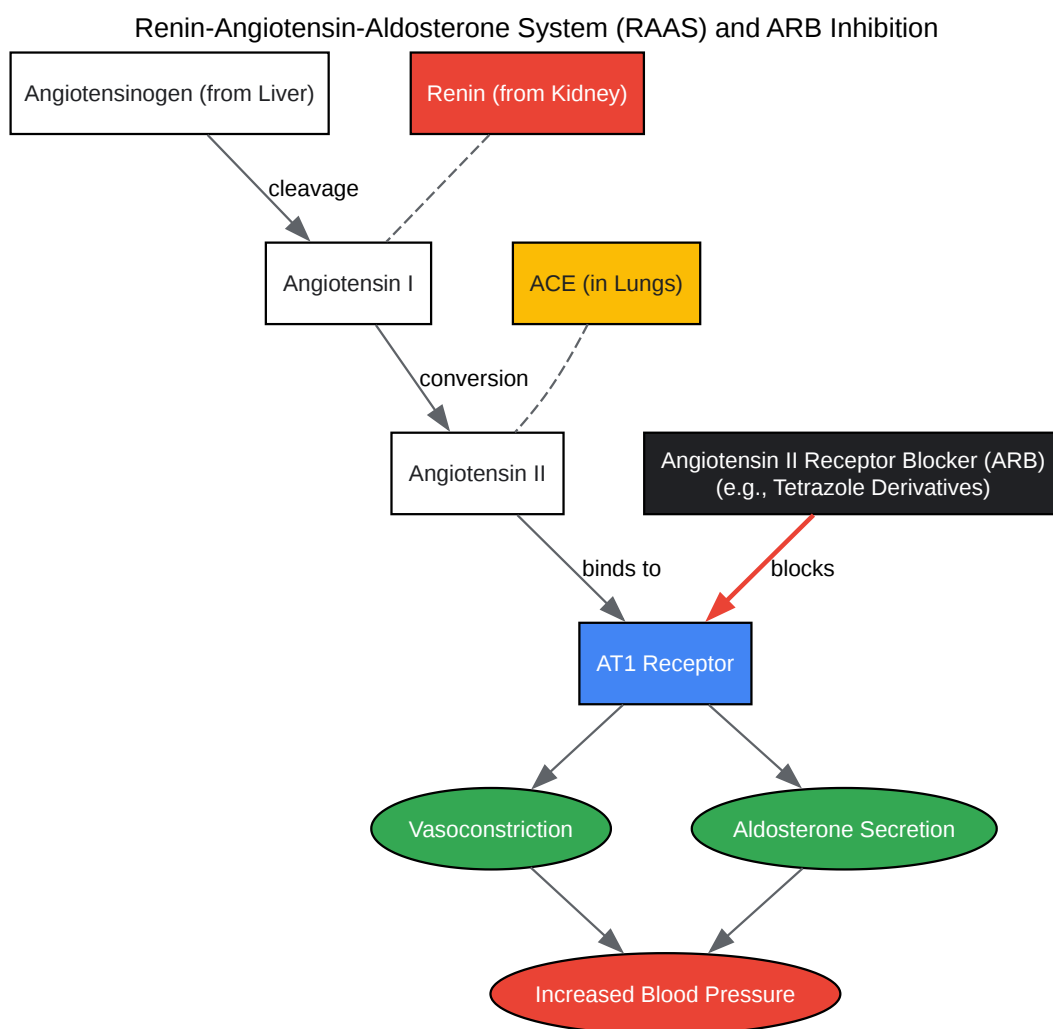 Renin-Angiotensin-Aldosterone System (RAAS) and ARB Inhibition
Angiotensinogen (from Liver)
Renin (from Kidney)
cleavage
Angiotensin I
ACE (in Lungs)
conversion
Angiotensin II
Angiotensin II Receptor Blocker (ARB)
(e.g., Tetrazole Derivatives)
binds to
blocks
AT1 Receptor
Vasoconstriction
Aldosterone Secretion
Increased Blood Pressure